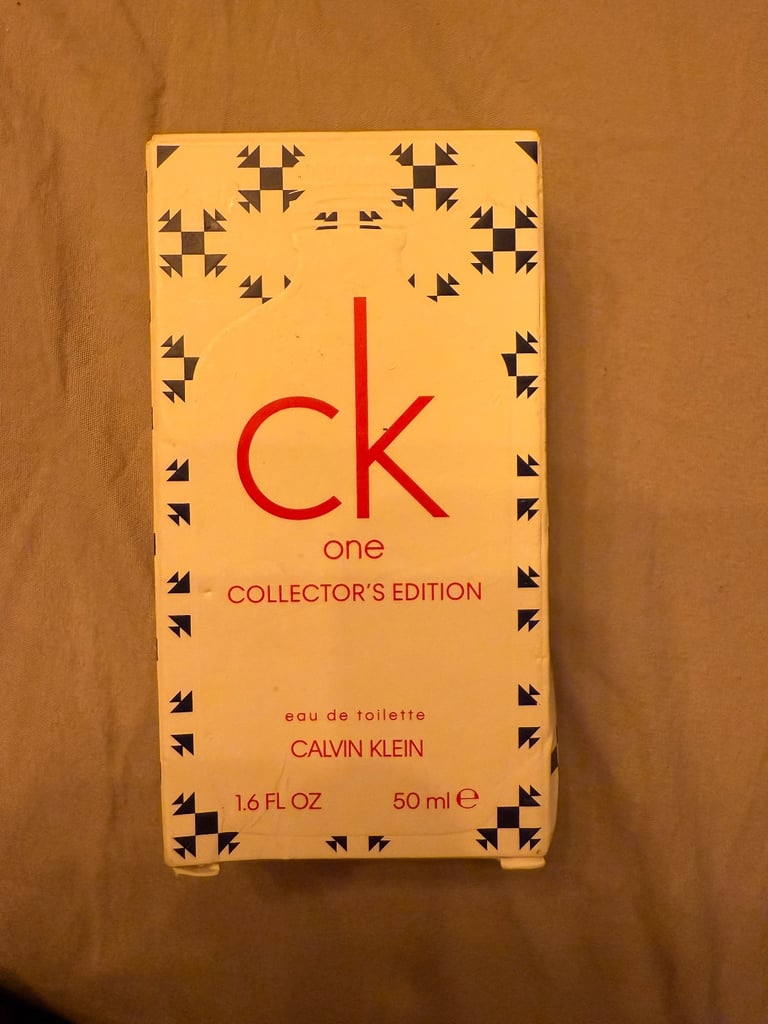 ck
one
COLLECTOR'S EDITION
eau de toilette
CALVIN KLEIN
1.6 FL OZ 50 ml ℮